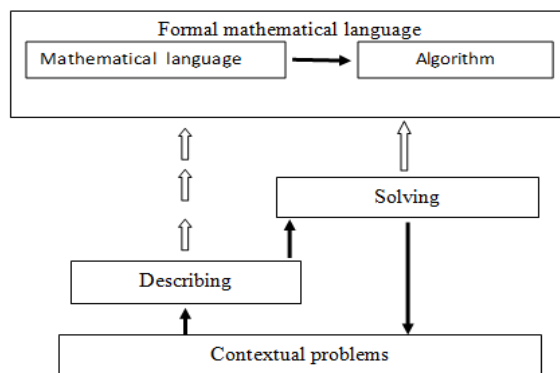 Formal mathematical language
Mathematical language
Algorithm
Solving
Describing
Contextual problems